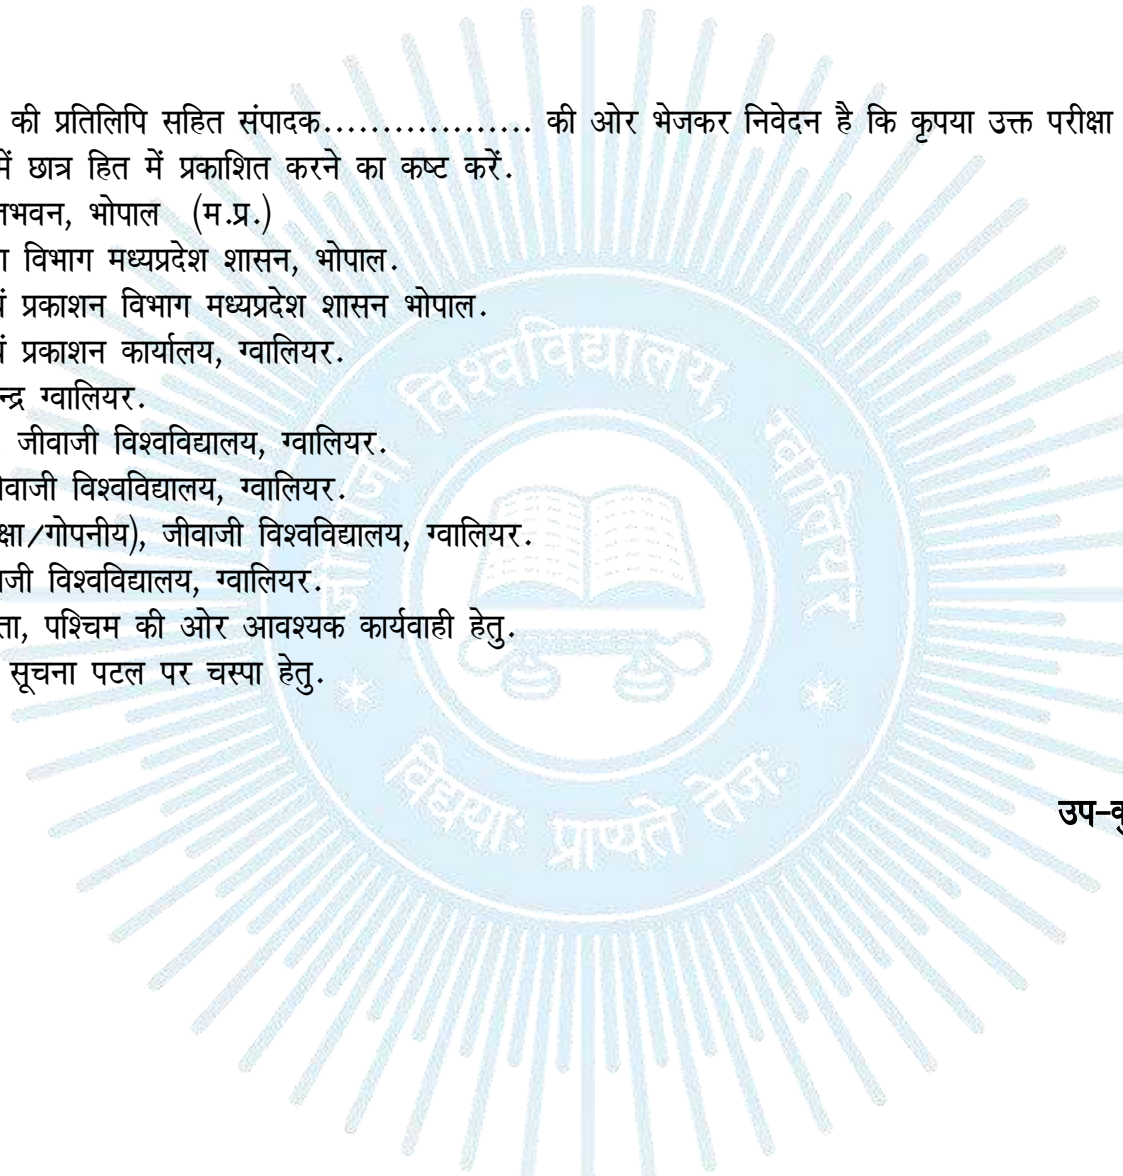 की प्रतिलिपि सहित संपादक.................. की ओर भेजकर निवेदन है कि कृपया उक्त परीक्षा
में छात्र हित में प्रकाशित करने का कष्ट करें.
भवन, भोपाल (म.प्र.)
विभाग मध्यप्रदेश शासन, भोपाल.
प्रकाशन विभाग मध्यप्रदेश शासन भोपाल.
प्रकाशन कार्यालय, ग्वालियर.
ग्वालियर.
जीवाजी विश्वविद्यालय, ग्वालियर.
विश्वविद्यालय, ग्वालियर.
/गोपनीय), जीवाजी विश्वविद्यालय, ग्वालियर.
विश्वविद्यालय, ग्वालियर.
पश्चिम की ओर आवश्यक कार्यवाही हेतु.
सूचना पटल पर चस्पा हेतु.
जीवाजी विश्वविद्यालय, ग्वालियर
विद्यया: प्राप्यते तेज:
उप-कु